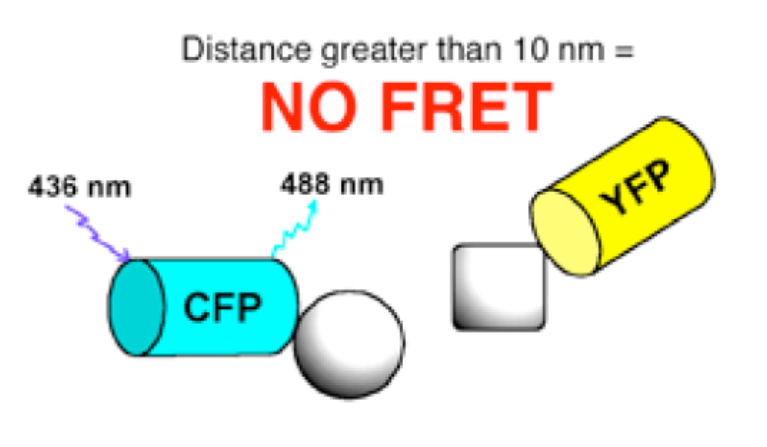 Distance greater than 10 nm =
NO FRET
436 nm
488 nm
YFP
CFP